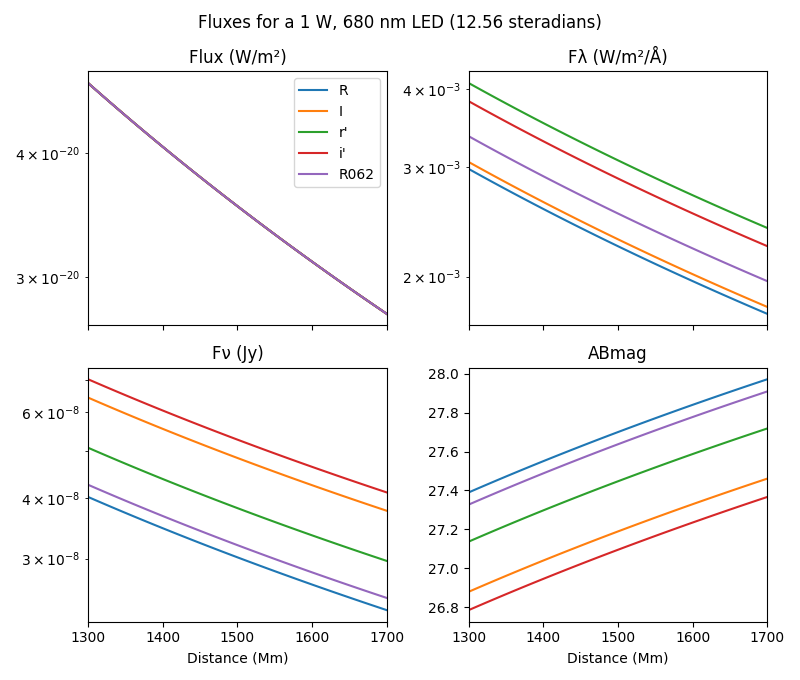 Fluxes for a 1 W, 680 nm LED (12.56 steradians)
Flux (W/m²)
4 × 10⁻²⁰
3 × 10⁻²⁰
R
I
r'
i'
R062
Fλ (W/m²/Å)
4 × 10⁻³
3 × 10⁻³
2 × 10⁻³
Fν (Jy)
6 × 10⁻⁸
4 × 10⁻⁸
3 × 10⁻⁸
1300 1400 1500 1600 1700
Distance (Mm)
ABmag
28.0
27.8
27.6
27.4
27.2
27.0
26.8
1300 1400 1500 1600 1700
Distance (Mm)